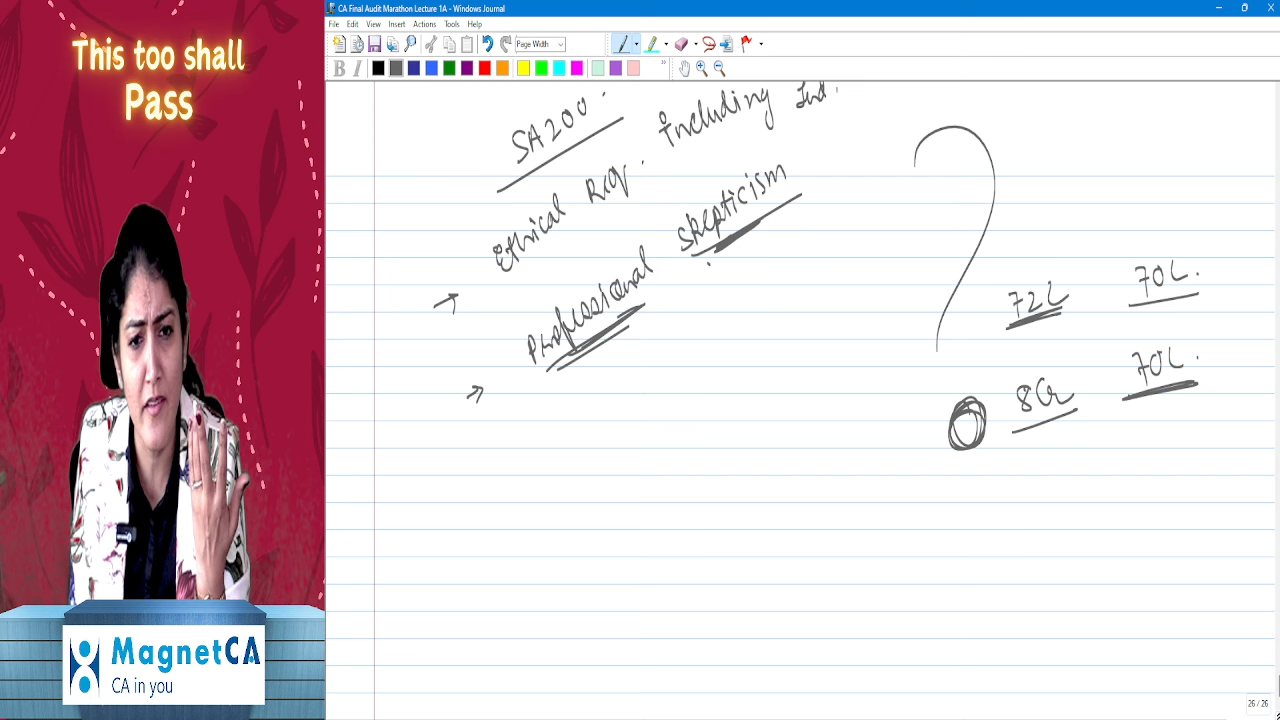 This too shall
Pass
CA Final Audit Marathon Lecture 1A - Windows Journal
File Edit View Insert Actions Tools Help
Page Width
B I
SA200.
Ethical Req. including Ind.
→ Professional skepticism
→
72L 70L.
8Cr 70L.
MagnetCA
CA in you
26 / 26